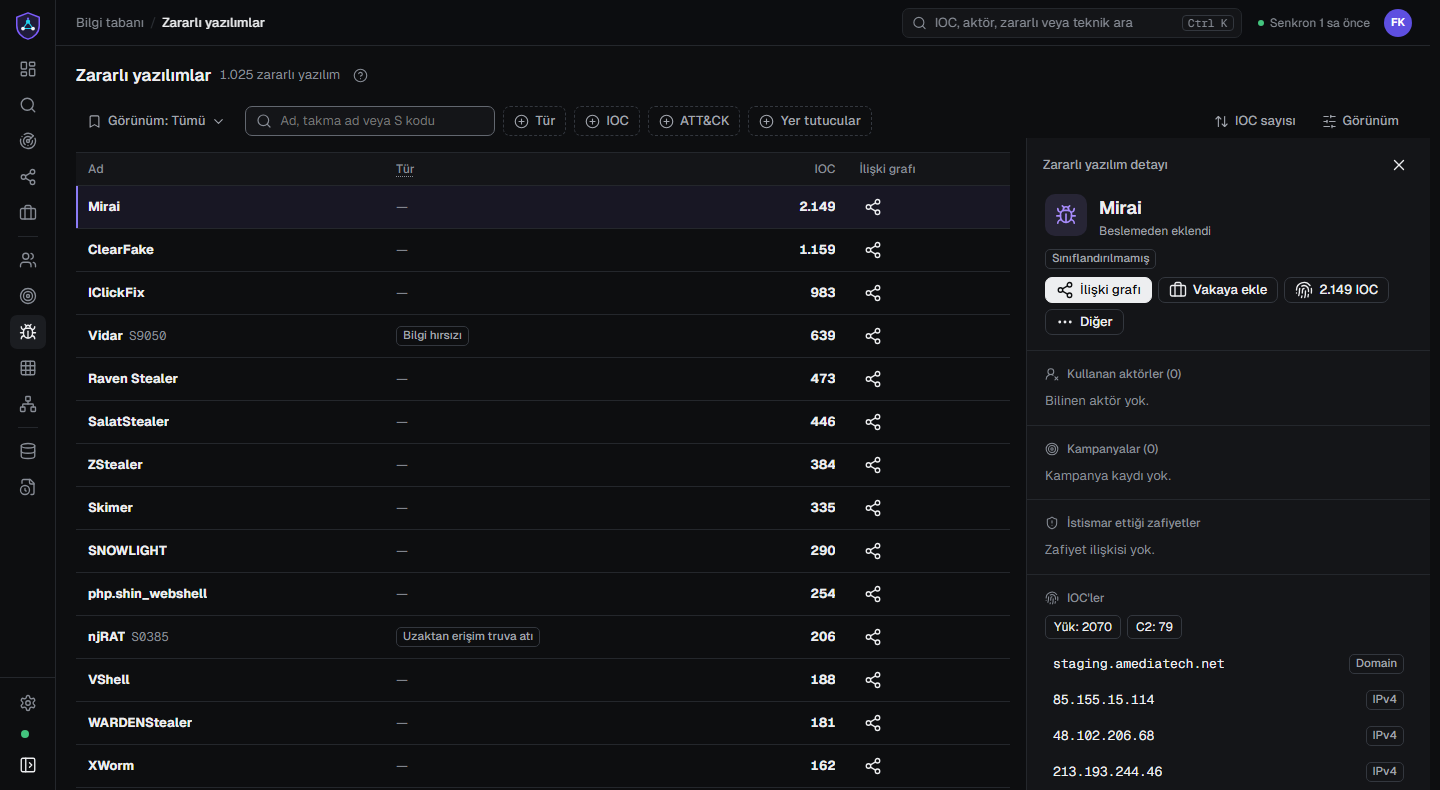 Bilgi tabanı / Zararlı yazılımlar
IOC, aktör, zararlı veya teknik ara
Ctrl K
Senkron 1 sa önce
FK
Zararlı yazılımlar 1.025 zararlı yazılım
Görünüm: Tümü
Ad, takma ad veya S kodu
Tür
IOC
ATT&CK
Yer tutucular
IOC sayısı
Görünüm
Ad Tür IOC İlişki grafı
Mirai — 2.149
ClearFake — 1.159
IClickFix — 983
Vidar S9050 Bilgi hırsızı 639
Raven Stealer — 473
SalatStealer — 446
ZStealer — 384
Skimer — 335
SNOWLIGHT — 290
php.shin_webshell — 254
njRAT S0385 Uzaktan erişim truva atı 206
VShell — 188
WARDENStealer — 181
XWorm — 162
Zararlı yazılım detayı
Mirai
Beslemeden eklendi
Sınıflandırılmamış
İlişki grafı
Vakaya ekle
2.149 IOC
Diğer
Kullanan aktörler (0)
Bilinen aktör yok.
Kampanyalar (0)
Kampanya kaydı yok.
İstismar ettiği zafiyetler
Zafiyet ilişkisi yok.
IOC'ler
Yük: 2070 C2: 79
staging.amediatech.net Domain
85.155.15.114 IPv4
48.102.206.68 IPv4
213.193.244.46 IPv4